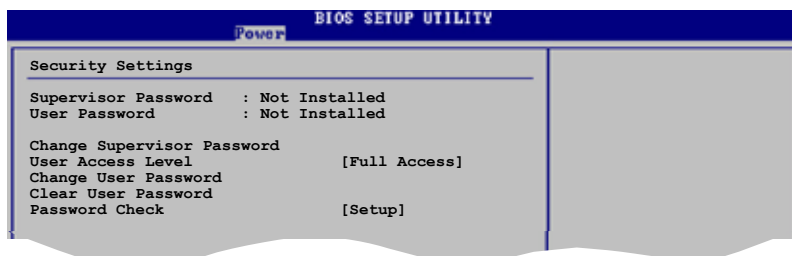 BIOS SETUP UTILITY
Power
Security Settings
Supervisor Password : Not Installed
User Password : Not Installed
Change Supervisor Password
User Access Level [Full Access]
Change User Password
Clear User Password
Password Check [Setup]